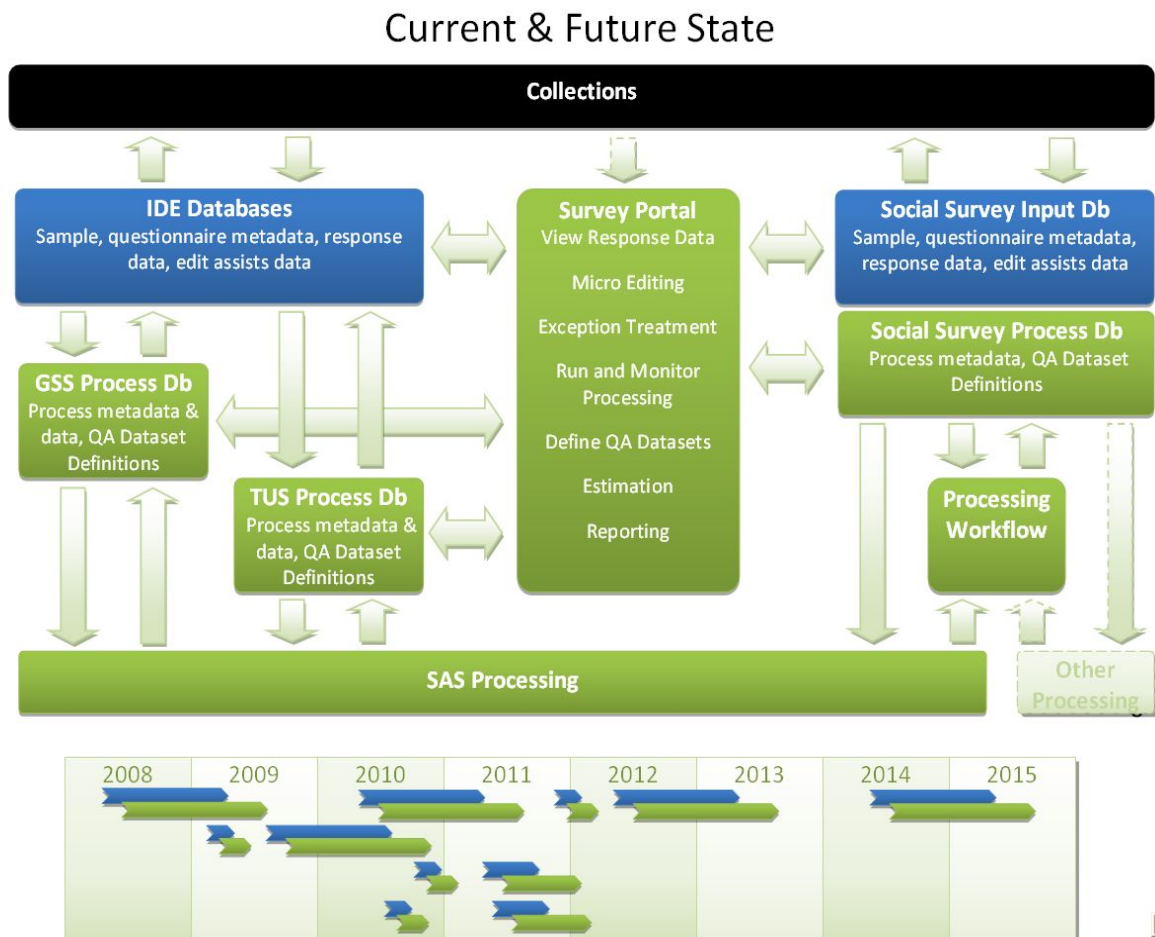 Current & Future State
Collections
IDE Databases
Sample, questionnaire metadata, response
data, edit assists data
Survey Portal
View Response Data
Micro Editing
Exception Treatment
Run and Monitor
Processing
Define QA Datasets
Estimation
Reporting
Social Survey Input Db
Sample, questionnaire metadata,
response data, edit assists data
Social Survey Process Db
Process metadata, QA Dataset
Definitions
GSS Process Db
Process metadata &
data, QA Dataset
Definitions
TUS Process Db
Process metadata &
data, QA Dataset
Definitions
Processing
Workflow
SAS Processing
Other
Processing
2008 2009 2010 2011 2012 2013 2014 2015